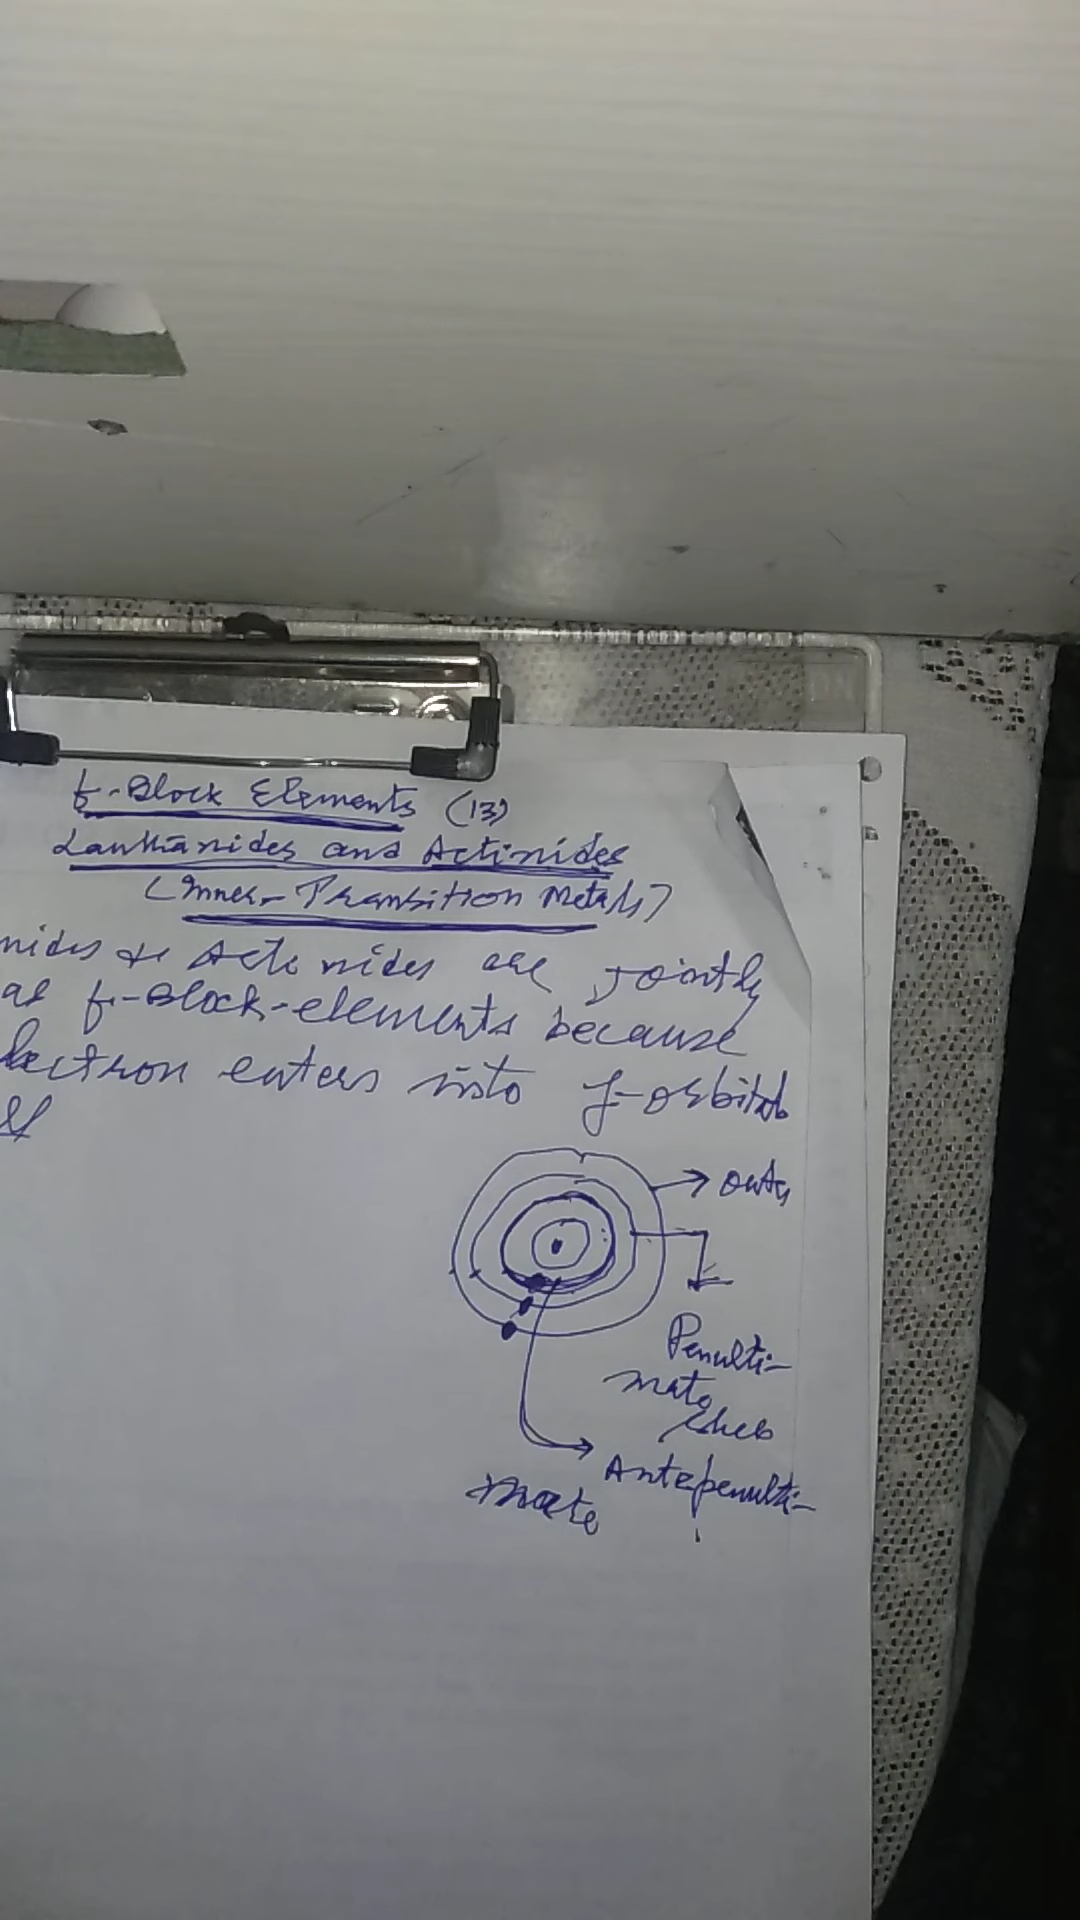 f-Block Elements (13)
Lanthanides and Actinides
(Inner-Transition Metals)
nides & Actinides are jointly
as f-Block-elements because
lectron enters into f-orbitals
outer
Penulti-
mate
shell
Antepenulti-
mate